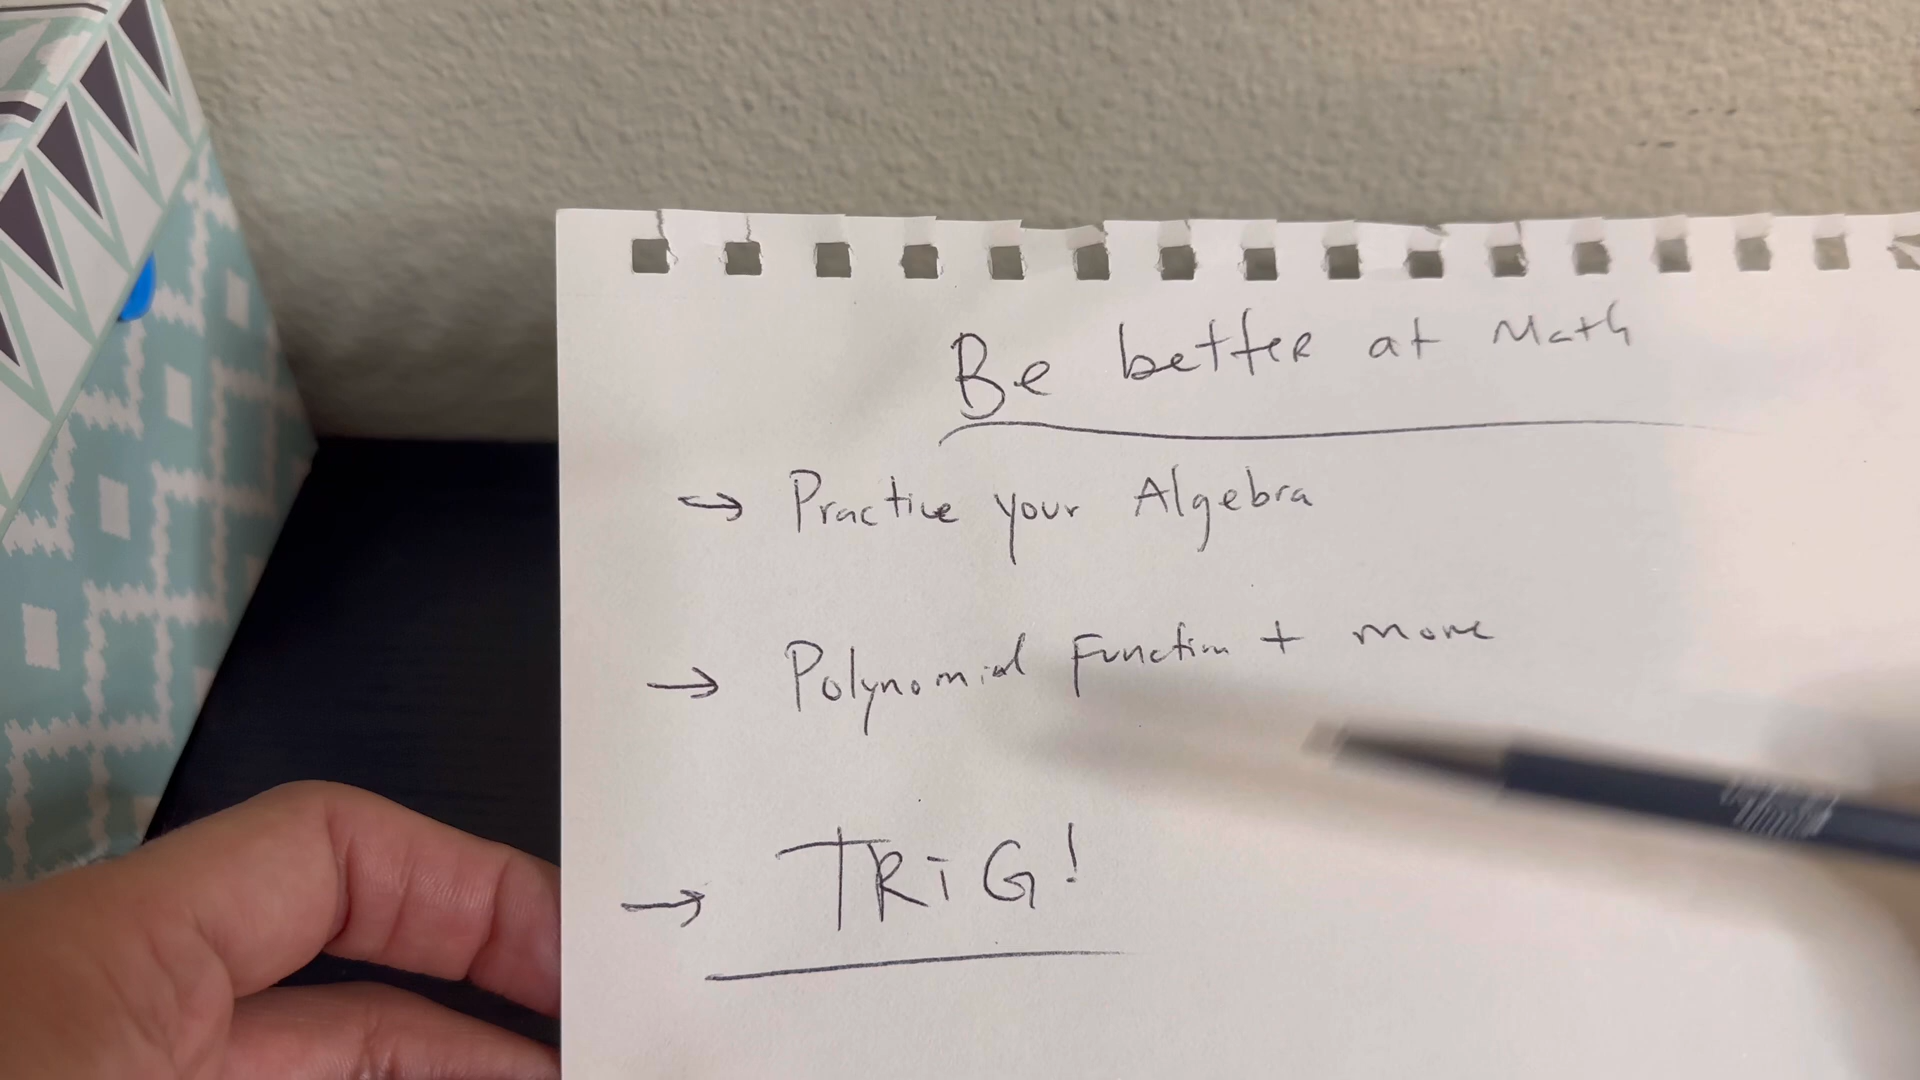 Be better at Math
→ Practice your Algebra
→ Polynomial Function + more
→ TRiG!